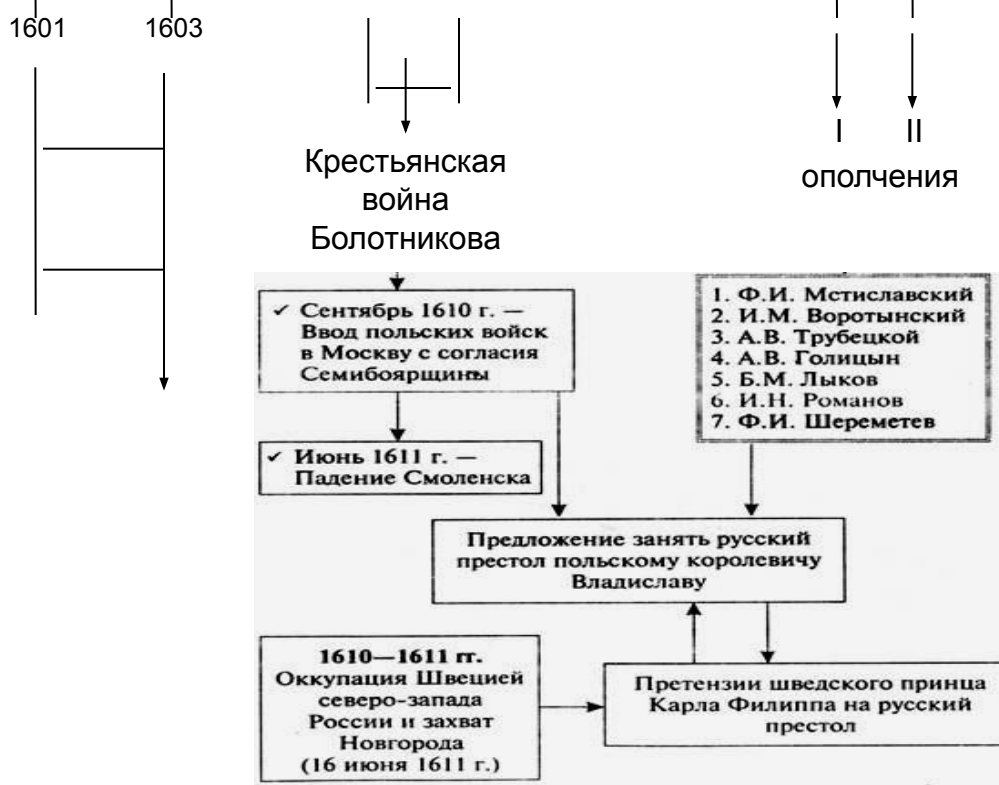 1601 1603
I II
Крестьянская
война
Болотникова
ополчения
✓ Сентябрь 1610 г. —
Ввод польских войск
в Москву с согласия
Семибоярщины
1. Ф.И. Мстиславский
2. И.М. Воротынский
3. А.В. Трубецкой
4. А.В. Голицын
5. Б.М. Лыков
6. И.Н. Романов
7. Ф.И. Шереметев
✓ Июнь 1611 г. —
Падение Смоленска
Предложение занять русский
престол польскому королевичу
Владиславу
1610—1611 гг.
Оккупация Швецией
северо-запада
России и захват
Новгорода
(16 июня 1611 г.)
Претензии шведского принца
Карла Филиппа на русский
престол